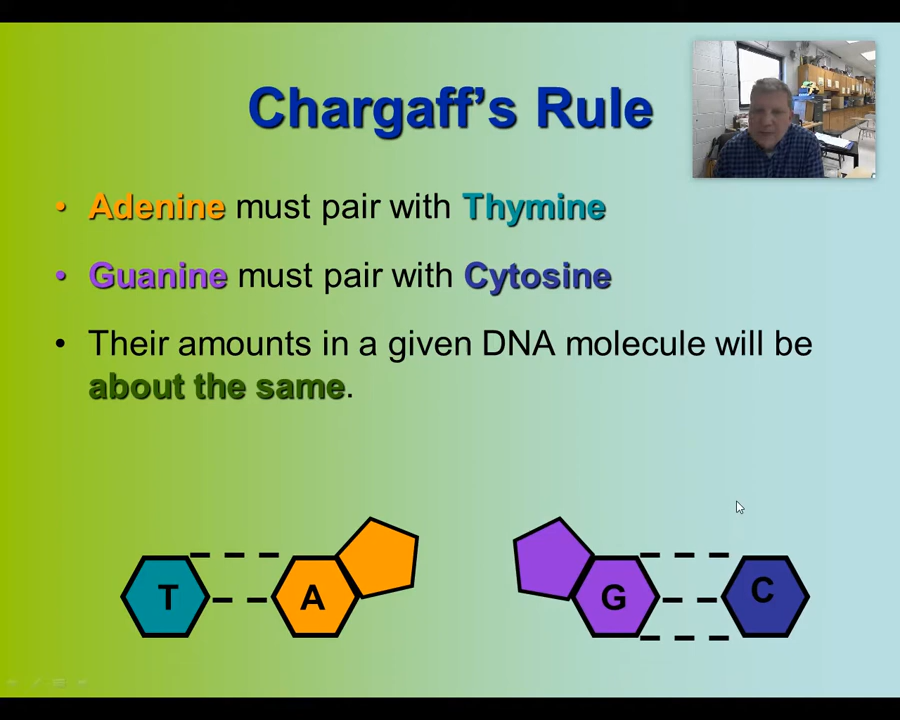 Chargaff's Rule
• Adenine must pair with Thymine
• Guanine must pair with Cytosine
• Their amounts in a given DNA molecule will be
about the same.
T A G C